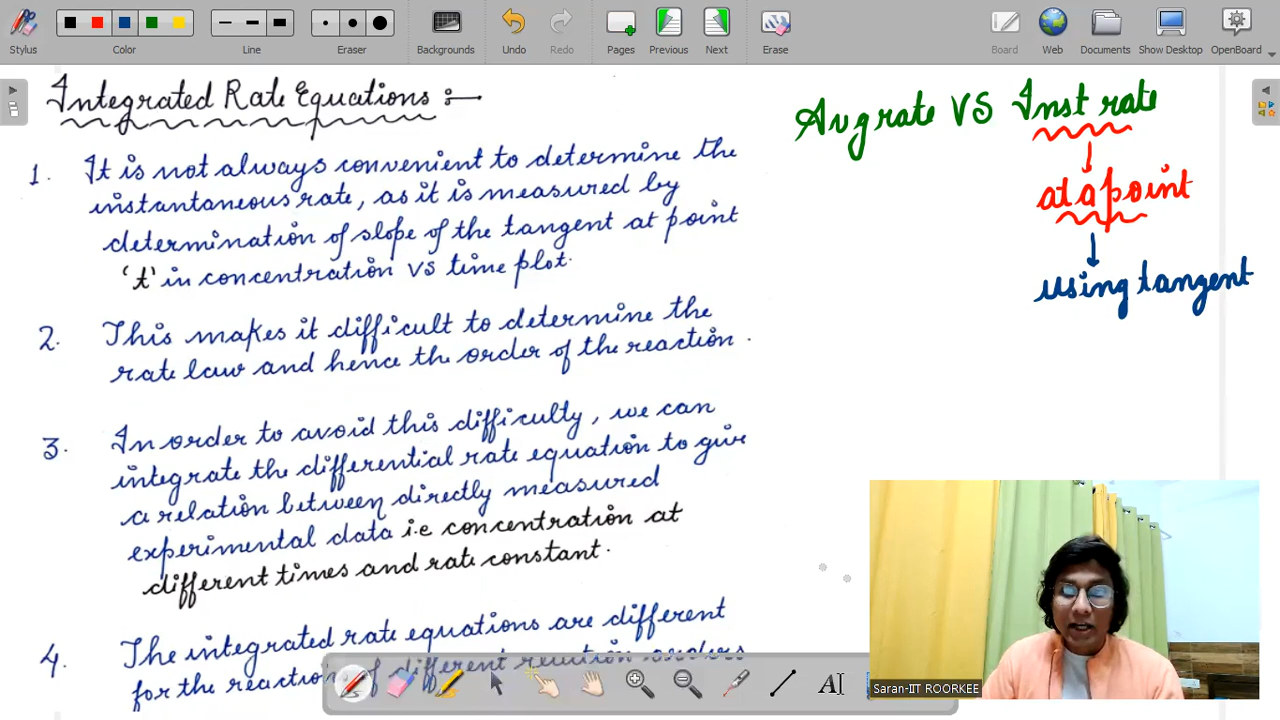 Stylus
Color
Line
Eraser
Backgrounds
Undo
Redo
Pages
Previous
Next
Erase
Board
Web
Documents
Show Desktop
OpenBoard
Integrated Rate Equations :-
1. It is not always convenient to determine the
instantaneous rate, as it is measured by
determination of slope of the tangent at point
't' in concentration vs time plot.
2. This makes it difficult to determine the
rate law and hence the order of the reaction.
3. In order to avoid this difficulty, we can
integrate the differential rate equation to give
a relation between directly measured
experimental data i.e concentration at
different times and rate constant.
4. The integrated rate equations are different
for the reaction of different reaction orders
Avg rate VS Inst rate
at a point
using tangent
AI
Saran-IIT ROORKEE